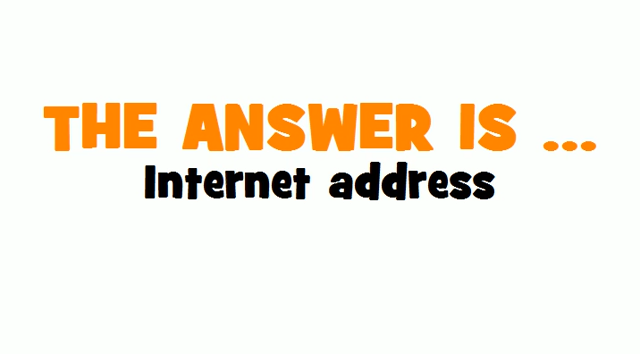 THE ANSWER IS ...
Internet address